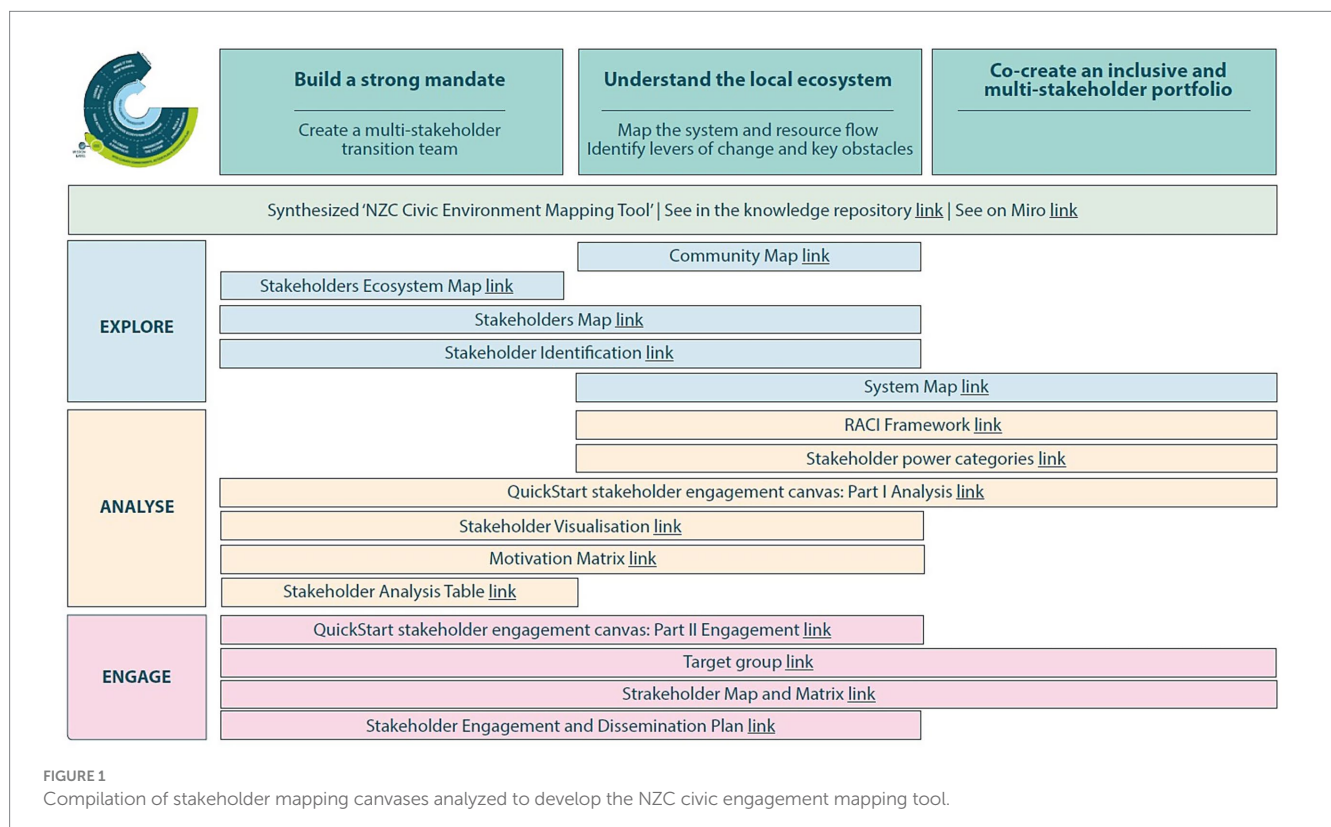 Build a strong mandate
Create a multi-stakeholder
transition team
Understand the local ecosystem
Map the system and resource flow
Identify levers of change and key obstacles
Co-create an inclusive and
multi-stakeholder portfolio
Synthesized 'NZC Civic Environment Mapping Tool' | See in the knowledge repository link | See on Miro link
EXPLORE
Community Map link
Stakeholders Ecosystem Map link
Stakeholders Map link
Stakeholder Identification link
System Map link
ANALYSE
RACI Framework link
Stakeholder power categories link
QuickStart stakeholder engagement canvas: Part I Analysis link
Stakeholder Visualisation link
Motivation Matrix link
Stakeholder Analysis Table link
ENGAGE
QuickStart stakeholder engagement canvas: Part II Engagement link
Target group link
Strakeholder Map and Matrix link
Stakeholder Engagement and Dissemination Plan link
FIGURE 1
Compilation of stakeholder mapping canvases analyzed to develop the NZC civic engagement mapping tool.